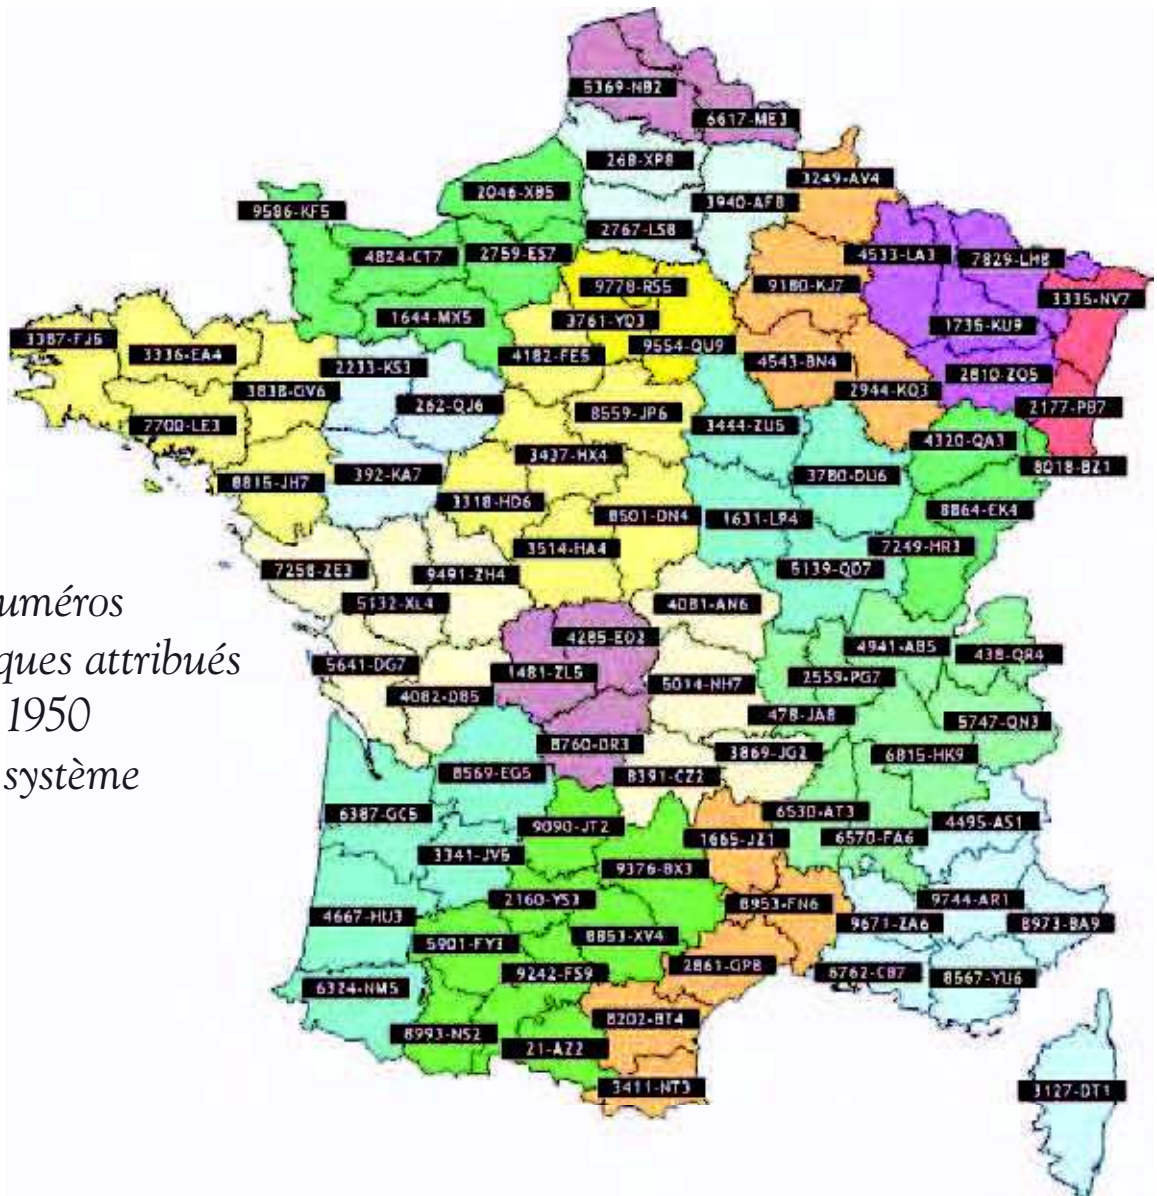 5369-NB2
6617-ME3
268-XP8
3249-AV4
2046-XB5
3940-AF8
9586-KF5
2767-LS8
4824-CT7
2759-ES7
4533-LA3
7829-LH8
9778-RS5
9180-KJ7
3335-NV7
1644-MX5
3761-YD3
1735-KU9
3387-FJ6
3336-EA4
4182-FE5
9554-QU9
4543-BN4
2233-KS3
2810-ZQ5
3838-OV6
262-QJ6
2944-KQ3
8559-JP6
2177-PB7
7700-LE3
3444-ZU5
4320-QA3
3437-HX4
8018-BZ1
8815-JH7
392-KA7
3780-DU6
3318-HD6
8501-DN4
1631-LP4
8864-EK4
3514-HA4
7249-HR3
7258-ZE3
9491-ZH4
5139-QD7
uméros
5132-XL4
4081-AN6
4285-EO2
4941-AB5
438-QR4
ques attribués
5641-DG7
1481-ZL5
5014-NH7
2559-PG7
4082-DB5
1950
478-JA8
5747-QN3
8760-DR3
3869-JG2
6815-HK9
système
8569-EG5
8391-CZ2
6387-GC5
6530-AT3
9090-JT2
1665-JZ1
6570-FA6
4495-AS1
3341-JV6
9376-BX3
2160-YS3
8953-FN6
9744-AR1
4667-HU3
9671-ZA6
8973-BA9
5901-FY3
8853-XV4
9242-FS9
2861-GP8
6762-CB7
8567-YU6
6324-NM5
8202-BT4
8993-NS2
21-AZ2
3411-NT3
3127-DT1